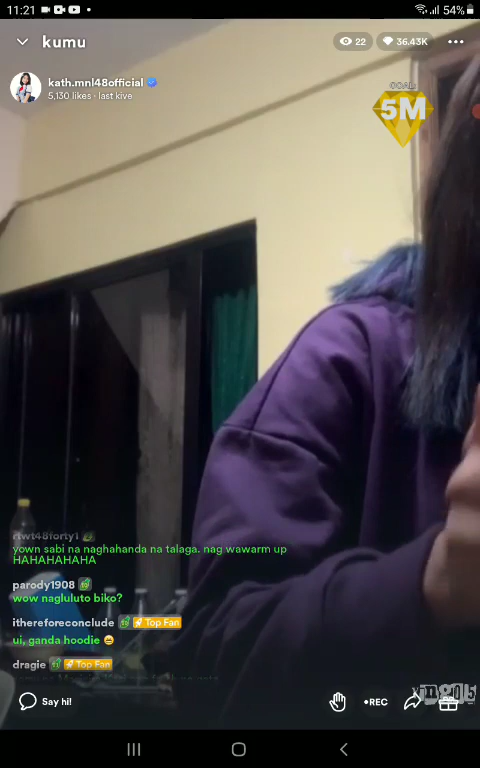 11:21
54%
kumu
22
36.43K
kath.mnl48official
5,130 likes · last kive
GOAL:
5M
rtwt48forty1
yown sabi na naghahanda na talaga. nag wawarm up
HAHAHAHAHA
parody1908
wow nagluluto biko?
ithereforeconclude Top Fan
ui, ganda hoodie 😄
dragie Top Fan
Say hi!
•REC